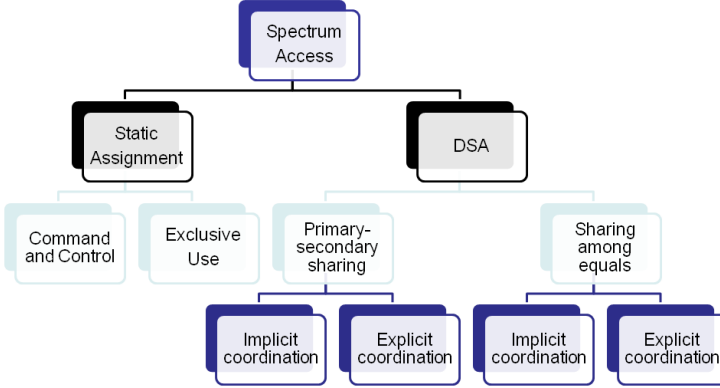 Spectrum
Access
Static
Assignment
DSA
Command
and Control
Exclusive
Use
Primary-
secondary
sharing
Sharing
among
equals
Implicit
coordination
Explicit
coordination
Implicit
coordination
Explicit
coordination